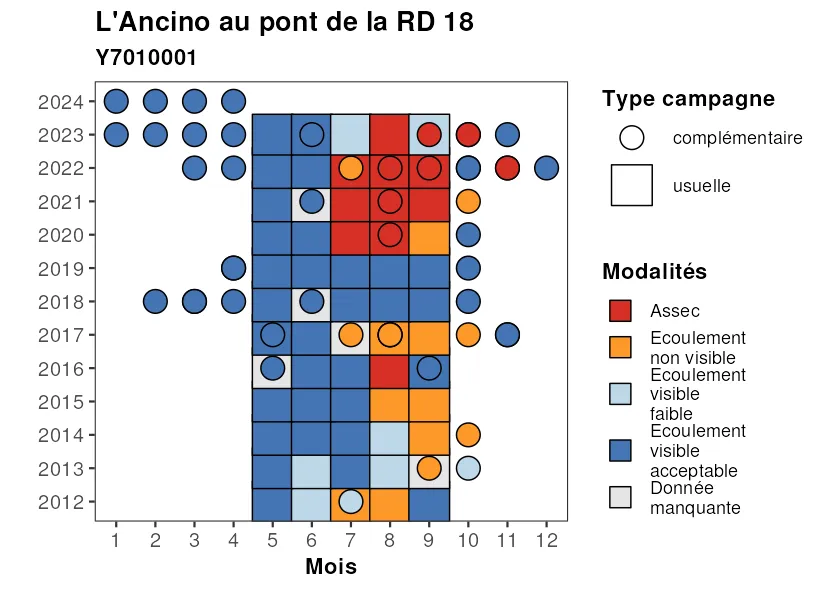 L'Ancino au pont de la RD 18
Y7010001
2024
2023
2022
2021
2020
2019
2018
2017
2016
2015
2014
2013
2012
1 2 3 4 5 6 7 8 9 10 11 12
Mois
Type campagne
complémentaire
usuelle
Modalités
Assec
Ecoulement
non visible
Ecoulement
visible
faible
Ecoulement
visible
acceptable
Donnée
manquante